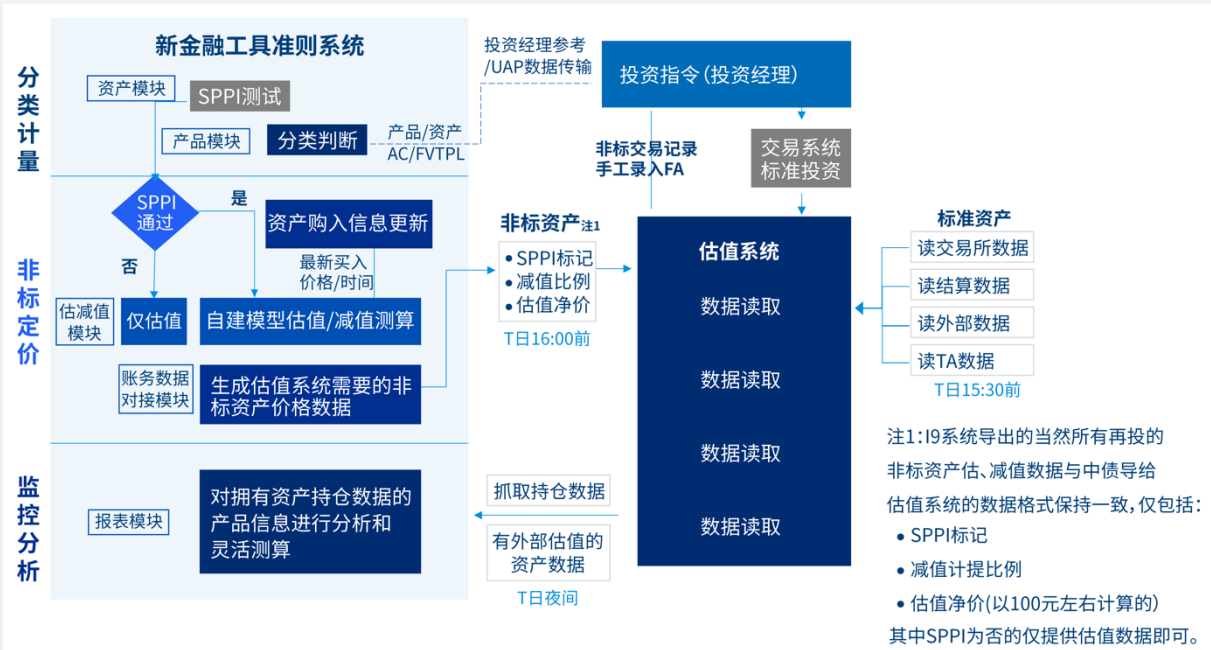 新金融工具准则系统
分类计量
资产模块
SPPI测试
产品模块
分类判断
产品/资产
AC/FVTPL
投资经理参考
/UAP数据传输
投资指令(投资经理)
非标交易记录
手工录入FA
交易系统
标准投资
非标定价
SPPI
通过
是
否
资产购入信息更新
最新买入
价格/时间
估减值
模块
仅估值
自建模型估值/减值测算
账务数据
对接模块
生成估值系统需要的非
标资产价格数据
非标资产注1
• SPPI标记
• 减值比例
• 估值净价
T日16:00前
估值系统
数据读取
数据读取
数据读取
数据读取
标准资产
读交易所数据
读结算数据
读外部数据
读TA数据
T日15:30前
监控分析
报表模块
对拥有资产持仓数据的
产品信息进行分析和
灵活测算
抓取持仓数据
有外部估值的
资产数据
T日夜间
注1:I9系统导出的当然所有再投的
非标资产估、减值数据与中债导给
估值系统的数据格式保持一致,仅包括:
• SPPI标记
• 减值计提比例
• 估值净价(以100元左右计算的)
其中SPPI为否的仅提供估值数据即可。